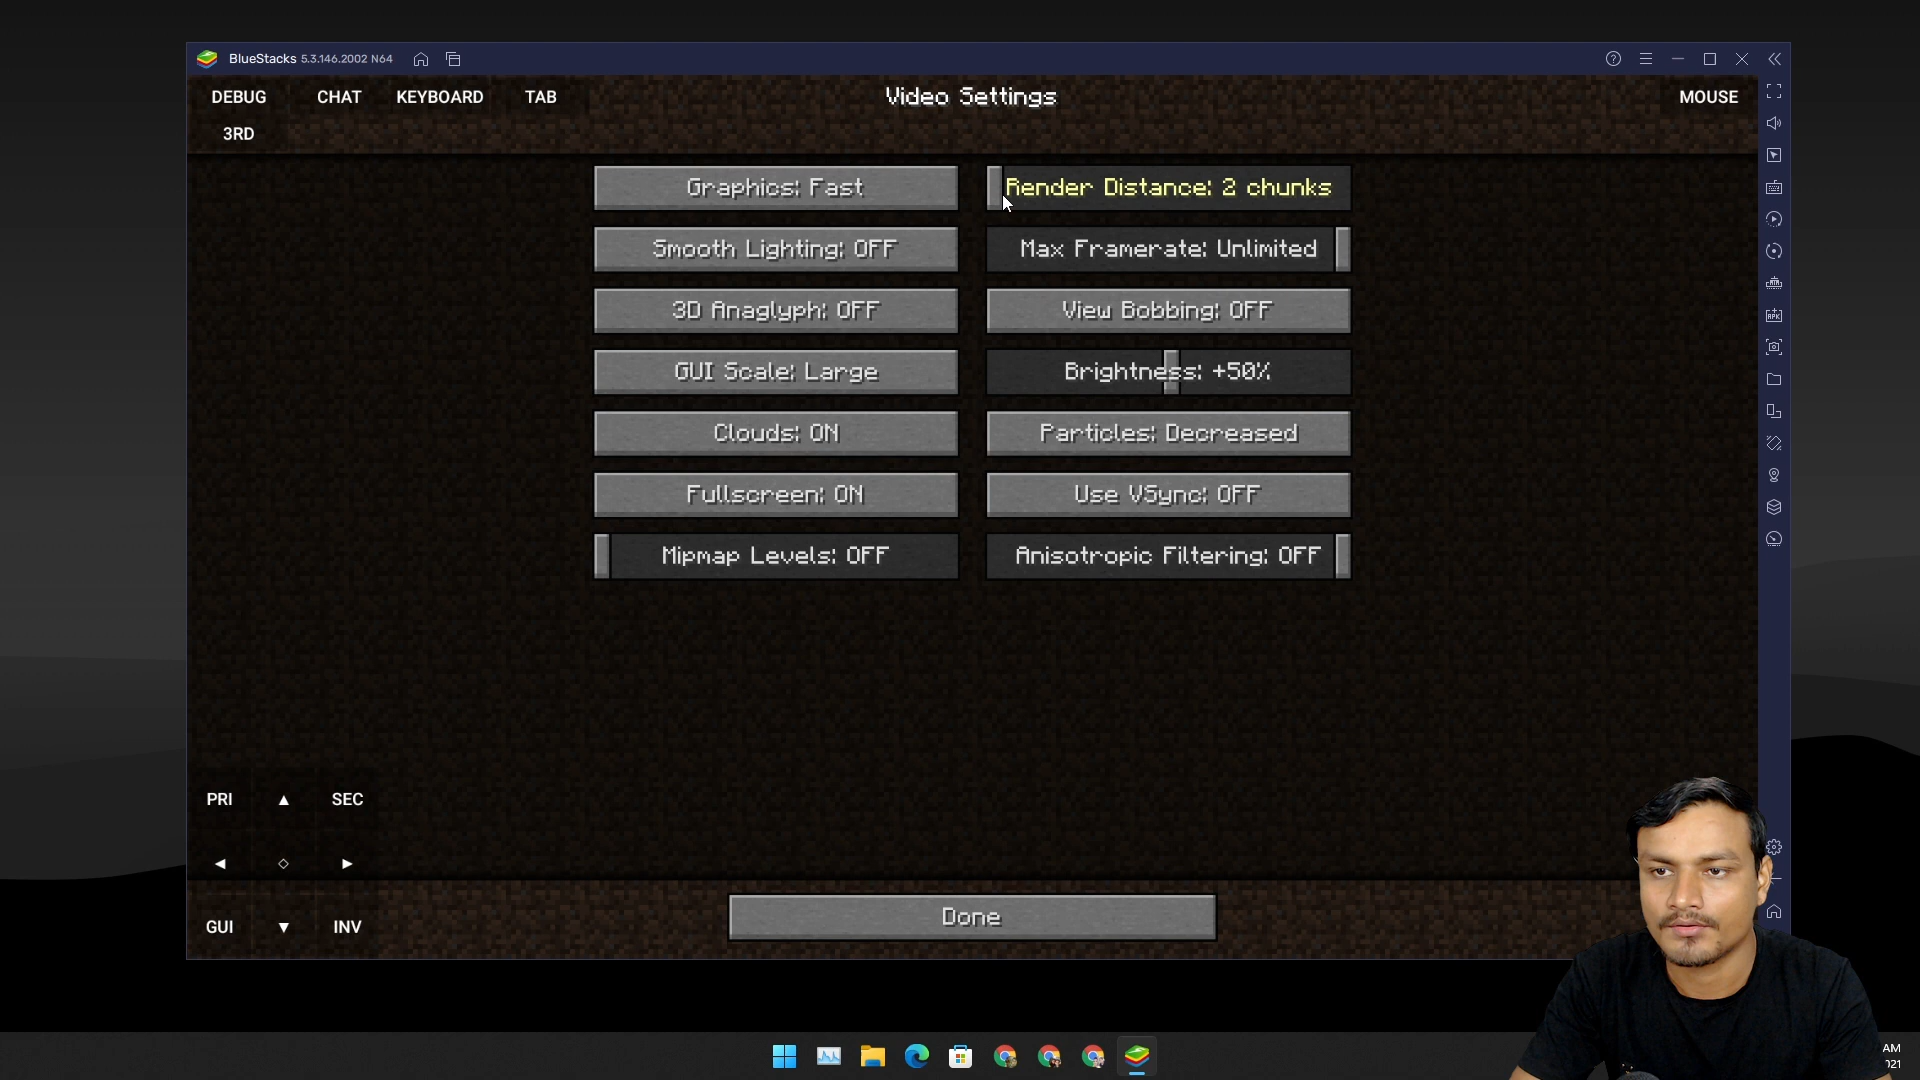 BlueStacks 5.3.146.2002 N64
DEBUG CHAT KEYBOARD TAB Video Settings MOUSE
3RD
Graphics: Fast Render Distance: 2 chunks
Smooth Lighting: OFF Max Framerate: Unlimited
3D Anaglyph: OFF View Bobbing: OFF
GUI Scale: Large Brightness: +50%
Clouds: ON Particles: Decreased
Fullscreen: ON Use VSync: OFF
Mipmap Levels: OFF Anisotropic Filtering: OFF
PRI ▲ SEC
◀ ◇ ▶
GUI ▼ INV
Done
AM